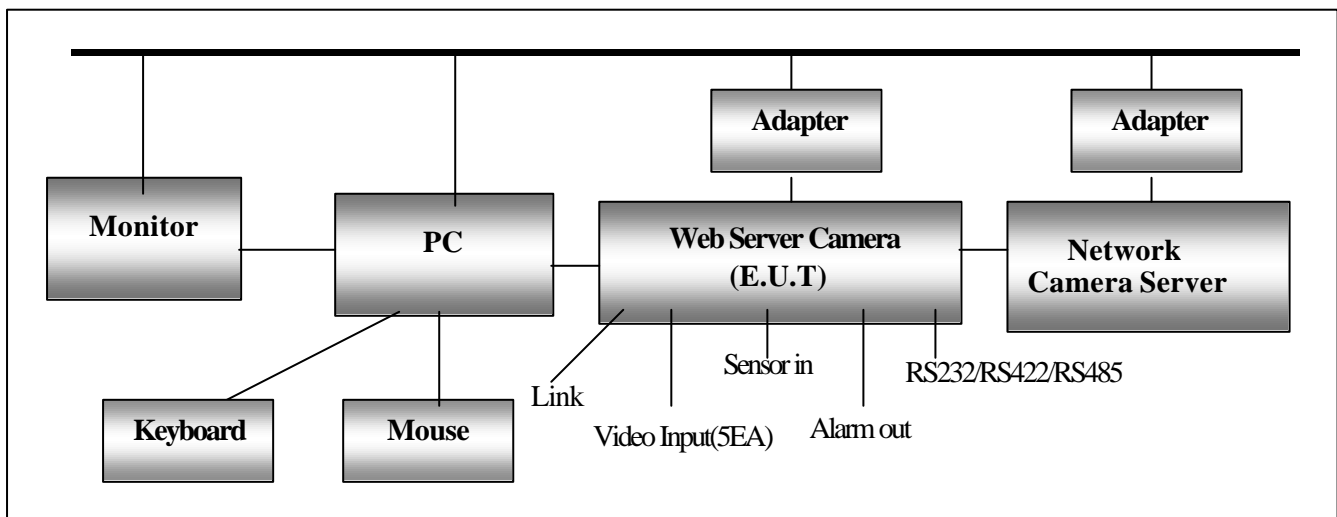 Adapter
Adapter
Monitor
PC
Web Server Camera
(E.U.T)
Network
Camera Server
Link
Video Input(5EA)
Sensor in
Alarm out
RS232/RS422/RS485
Keyboard
Mouse